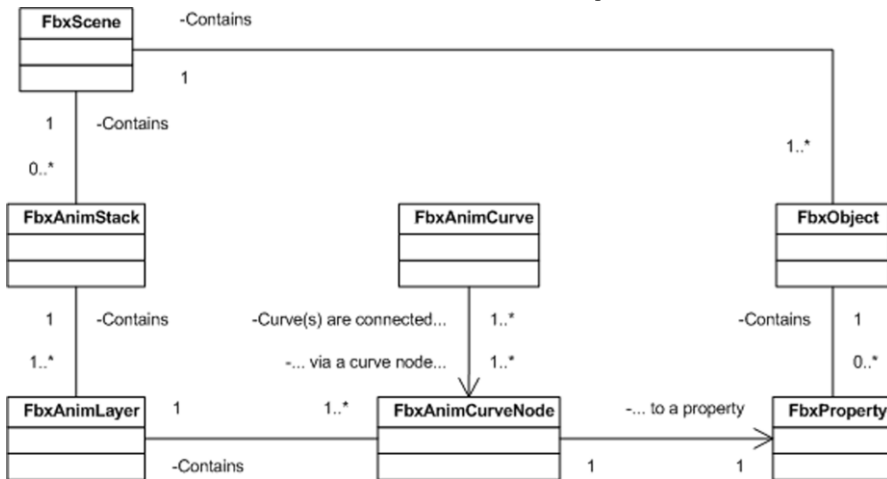 FbxScene
-Contains
1
1
-Contains
0..*
1..*
FbxAnimStack
FbxAnimCurve
FbxObject
1
-Contains
-Curve(s) are connected...
1..*
-Contains
1
1..*
-... via a curve node...
1..*
0..*
FbxAnimLayer
1
1..*
FbxAnimCurveNode
-... to a property
FbxProperty
-Contains
1
1